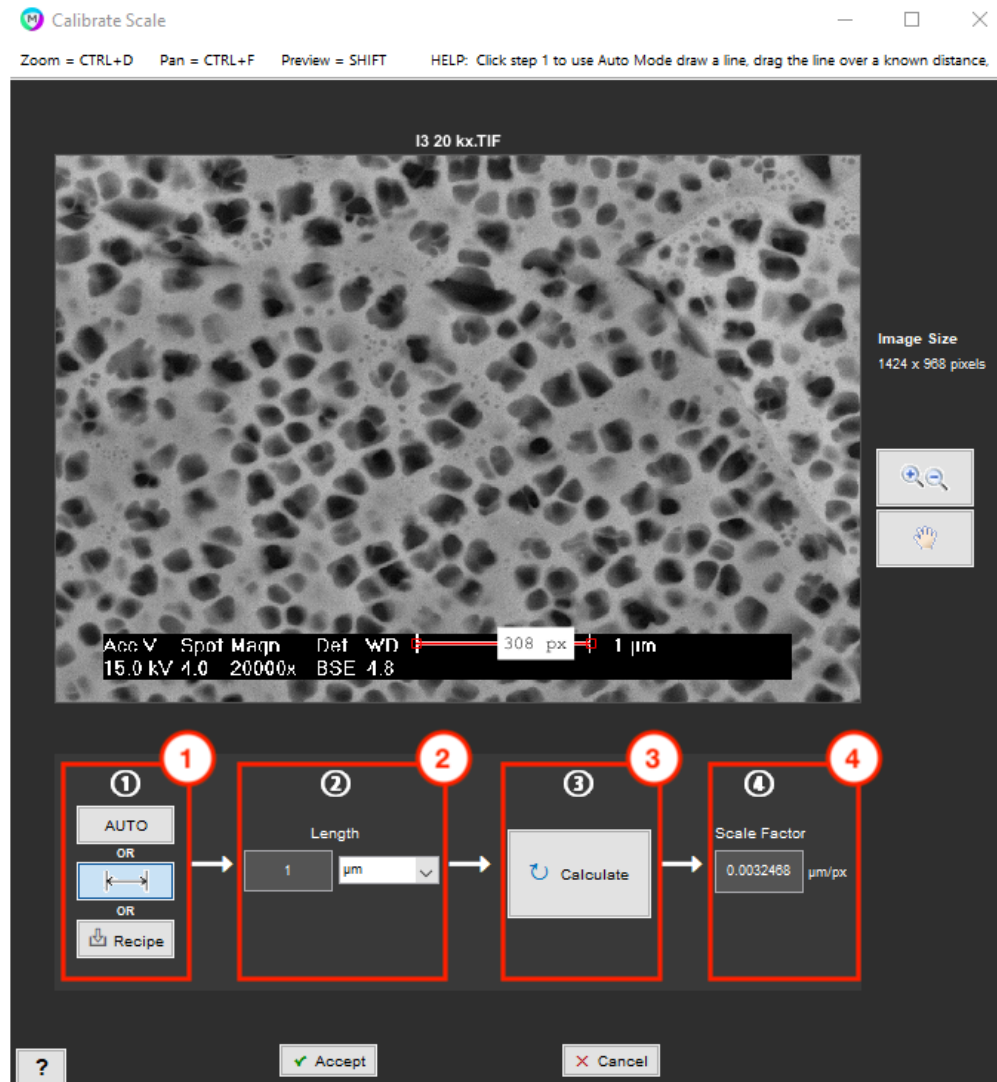 Calibrate Scale
Zoom = CTRL+D Pan = CTRL+F Preview = SHIFT HELP: Click step 1 to use Auto Mode draw a line, drag the line over a known distance,
I3 20 kx.TIF
Image Size
1424 x 968 pixels
Acc V Spot Magn Det WD 308 px 1 µm
15.0 kV 4.0 20000x BSE 4.8
1 2 3 4
① ② ③ ④
AUTO
OR
OR
Recipe
Length
1 µm
Calculate
Scale Factor
0.0032468 µm/px
? Accept Cancel